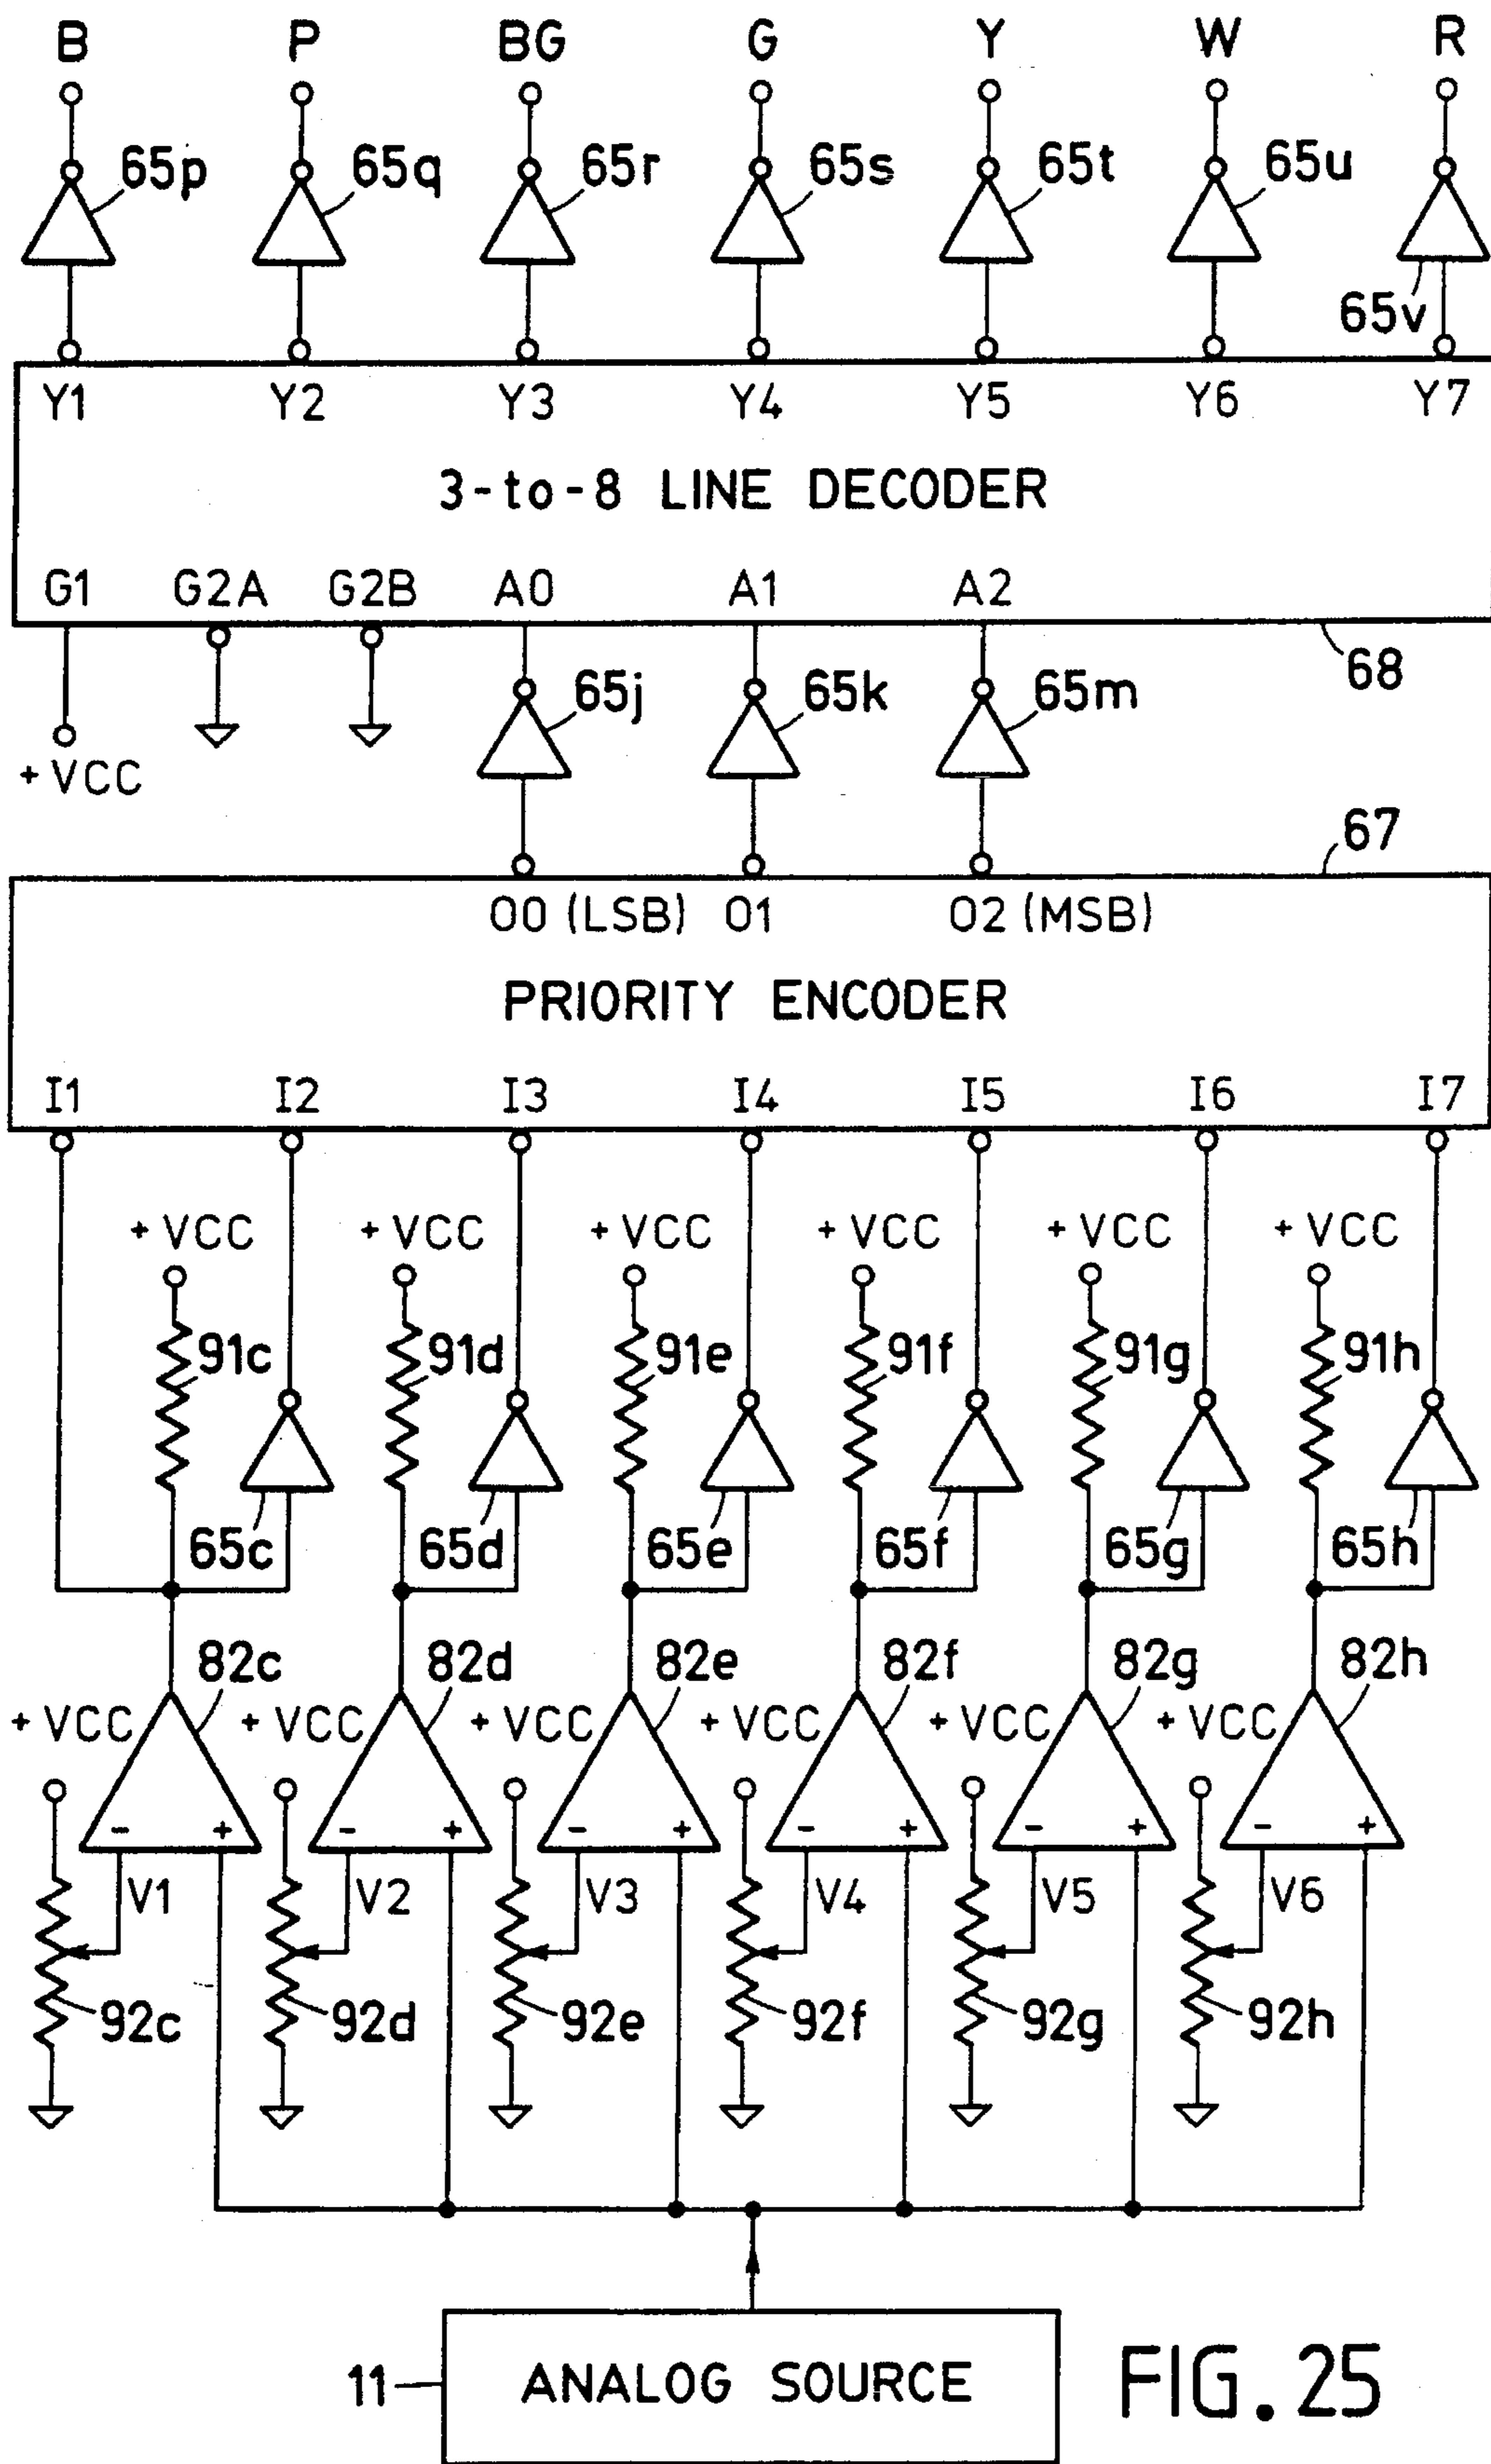 B P BG G Y W R
65p 65q 65r 65s 65t 65u
65v
Y1 Y2 Y3 Y4 Y5 Y6 Y7
3-to-8 LINE DECODER
G1 G2A G2B A0 A1 A2
68
65j 65k 65m
+ VCC
67
O0 (LSB) O1 O2 (MSB)
PRIORITY ENCODER
I1 I2 I3 I4 I5 I6 I7
+ VCC + VCC + VCC + VCC + VCC + VCC
91c 91d 91e 91f 91g 91h
65c 65d 65e 65f 65g 65h
82c 82d 82e 82f 82g 82h
+ VCC + VCC + VCC + VCC + VCC + VCC
- + - + - + - + - + - +
V1 V2 V3 V4 V5 V6
92c 92d 92e 92f 92g 92h
11 ANALOG SOURCE
FIG. 25